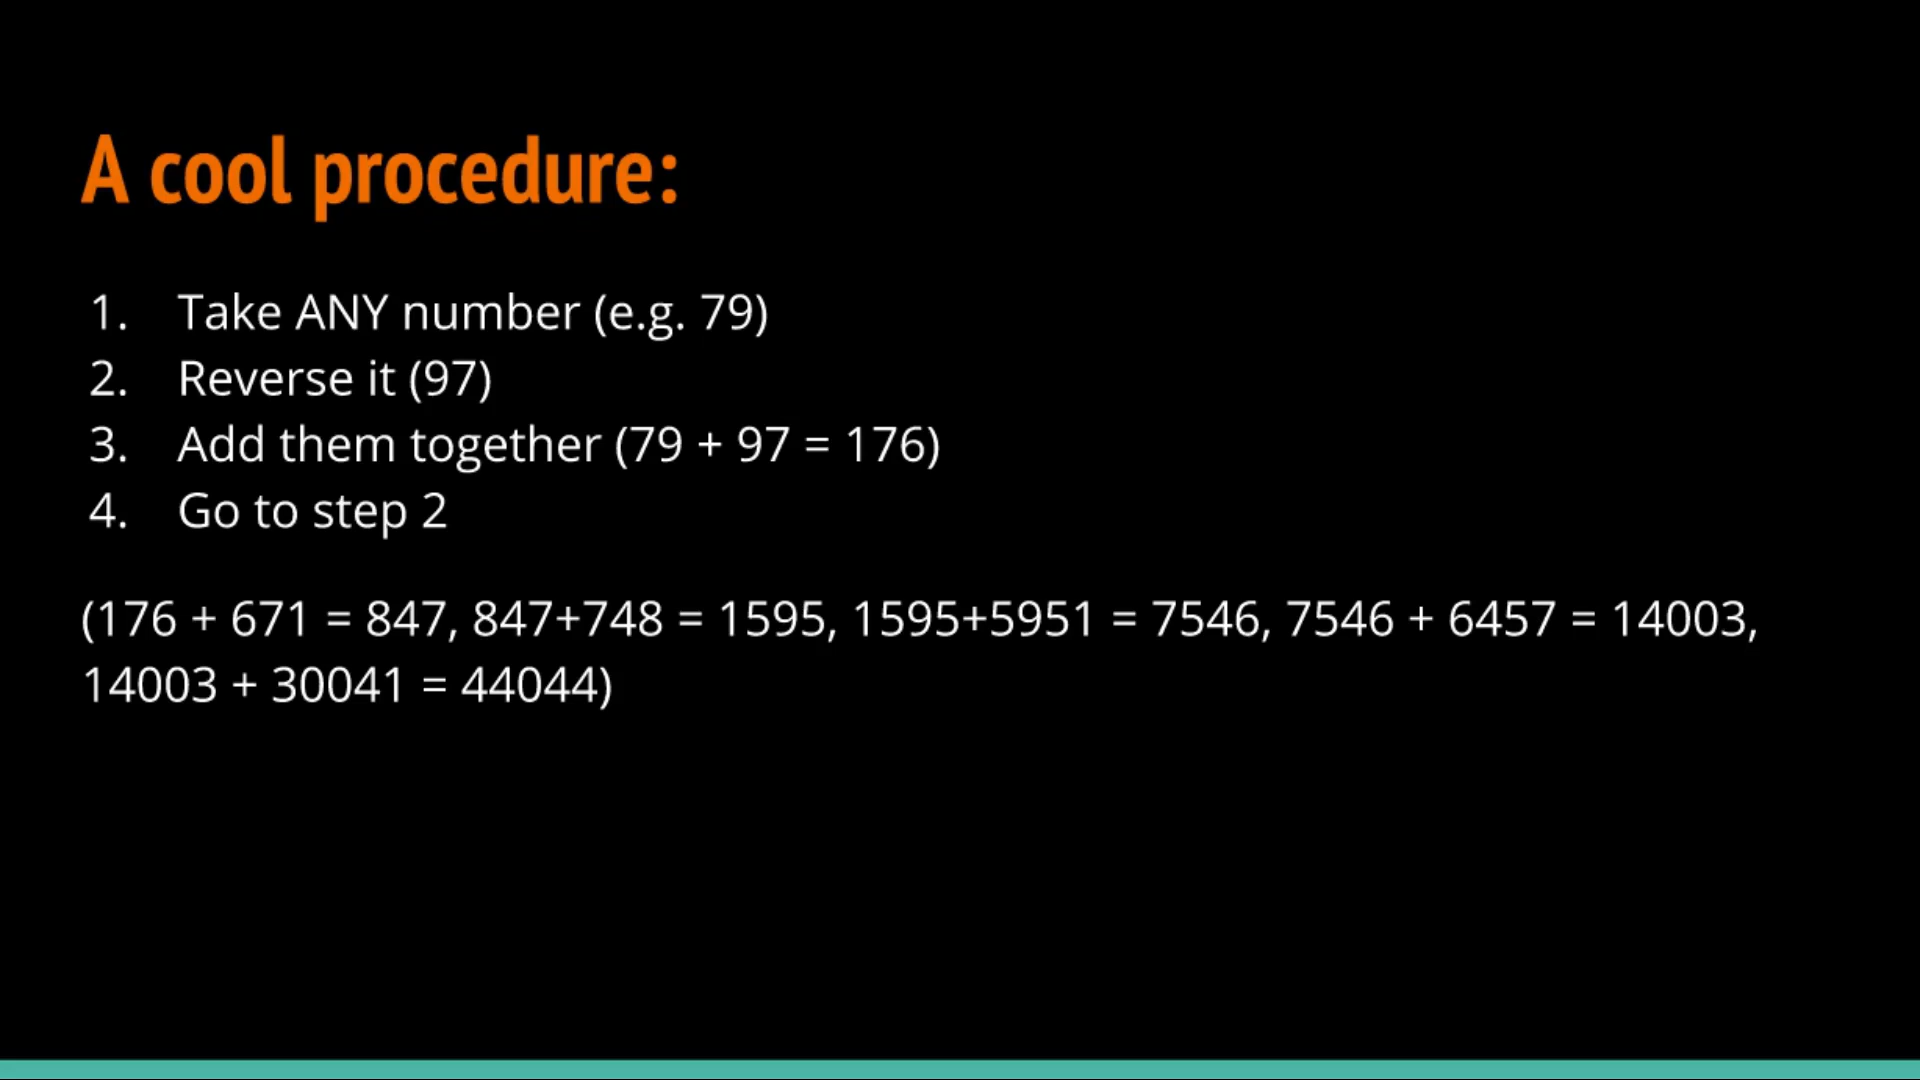 A cool procedure:
1. Take ANY number (e.g. 79)
2. Reverse it (97)
3. Add them together (79 + 97 = 176)
4. Go to step 2
(176 + 671 = 847, 847+748 = 1595, 1595+5951 = 7546, 7546 + 6457 = 14003,
14003 + 30041 = 44044)